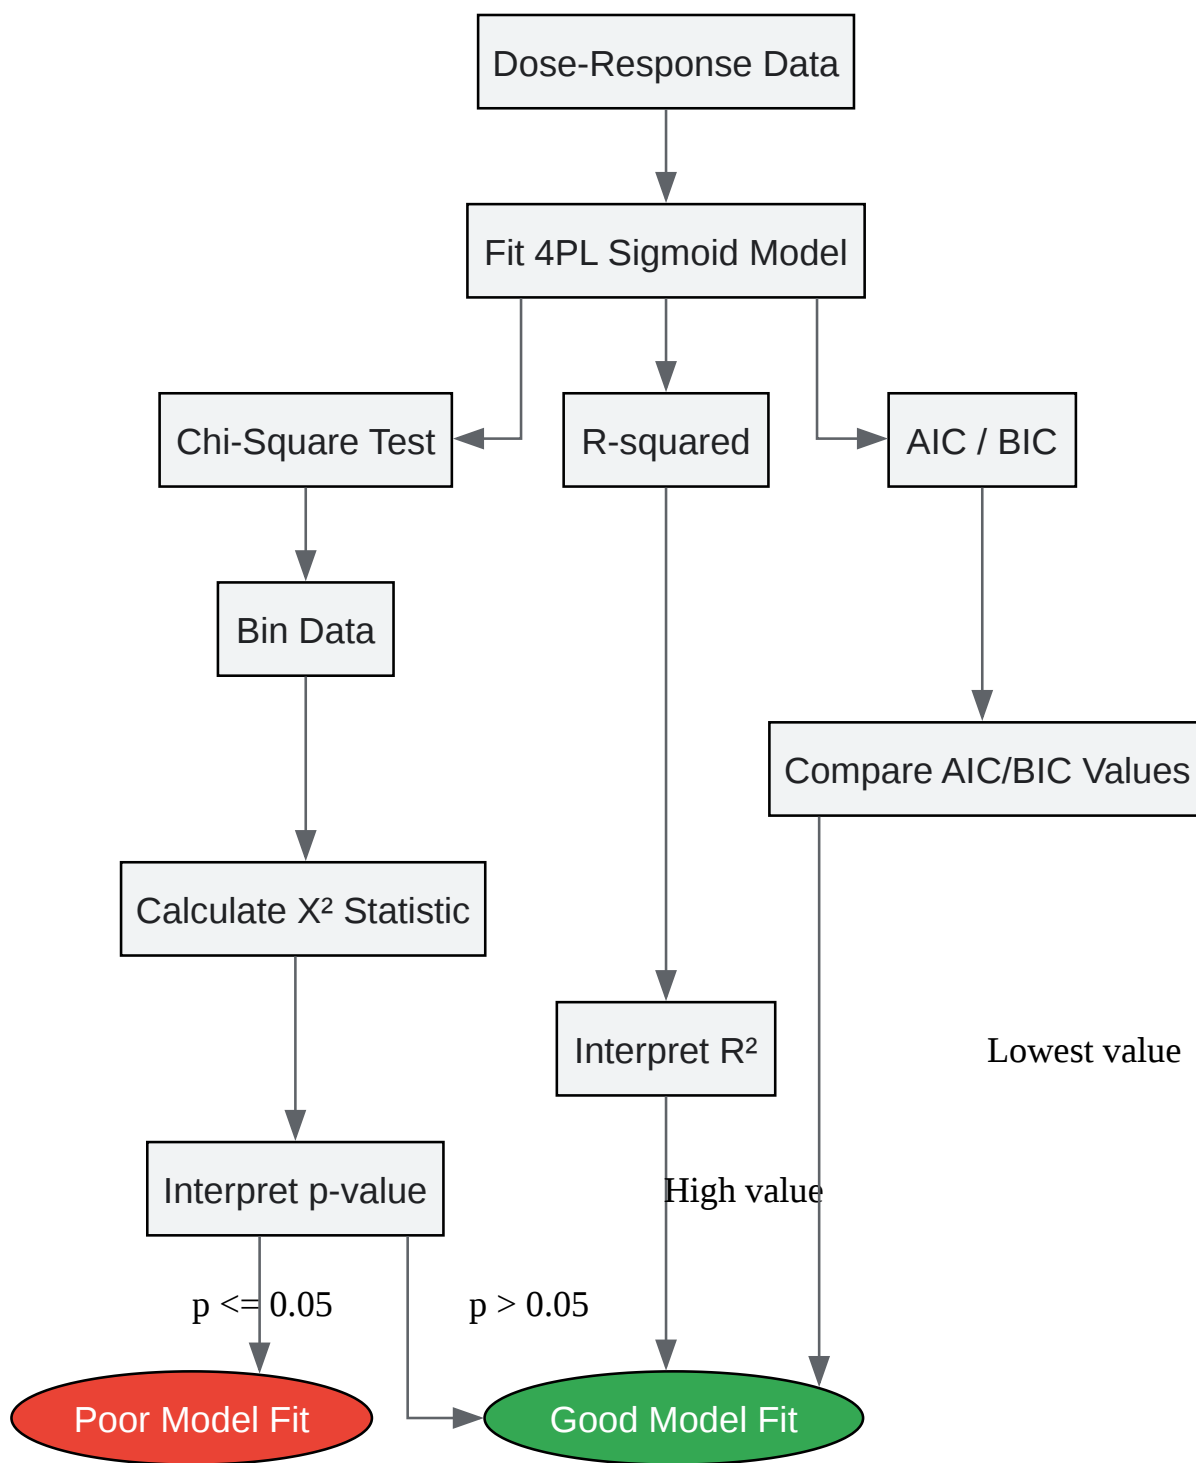 Dose-Response Data
Fit 4PL Sigmoid Model
Chi-Square Test
R-squared
AIC / BIC
Bin Data
Compare AIC/BIC Values
Calculate X² Statistic
Interpret R²
Lowest value
Interpret p-value
High value
p <= 0.05
p > 0.05
Poor Model Fit
Good Model Fit